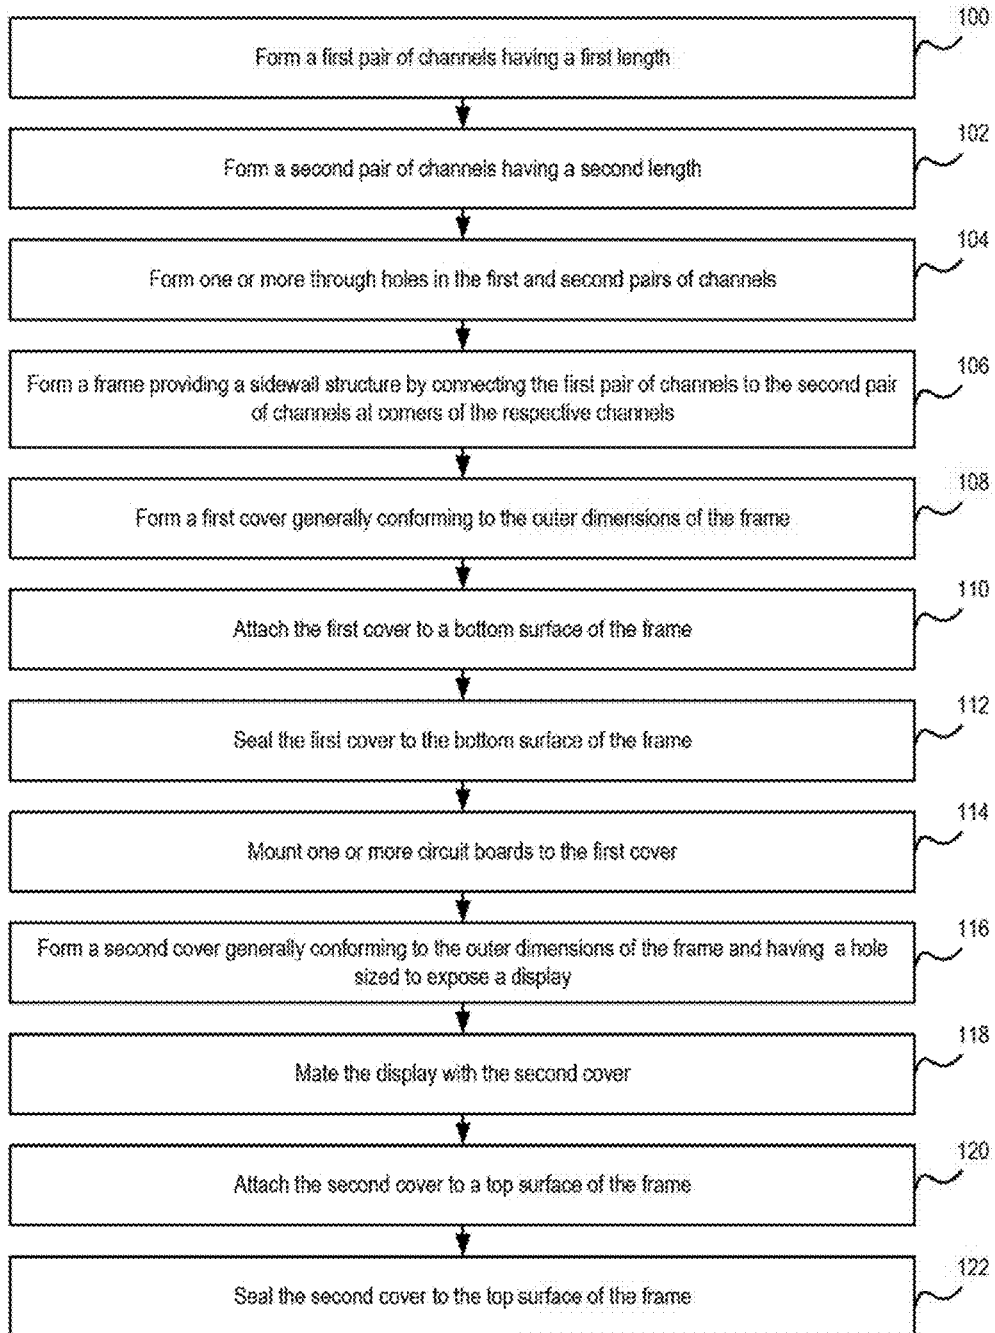 100
Form a first pair of channels having a first length
102
Form a second pair of channels having a second length
104
Form one or more through holes in the first and second pairs of channels
106
Form a frame providing a sidewall structure by connecting the first pair of channels to the second pair
of channels at corners of the respective channels
108
Form a first cover generally conforming to the outer dimensions of the frame
110
Attach the first cover to a bottom surface of the frame
112
Seal the first cover to the bottom surface of the frame
114
Mount one or more circuit boards to the first cover
116
Form a second cover generally conforming to the outer dimensions of the frame and having a hole
sized to expose a display
118
Mate the display with the second cover
120
Attach the second cover to a top surface of the frame
122
Seal the second cover to the top surface of the frame